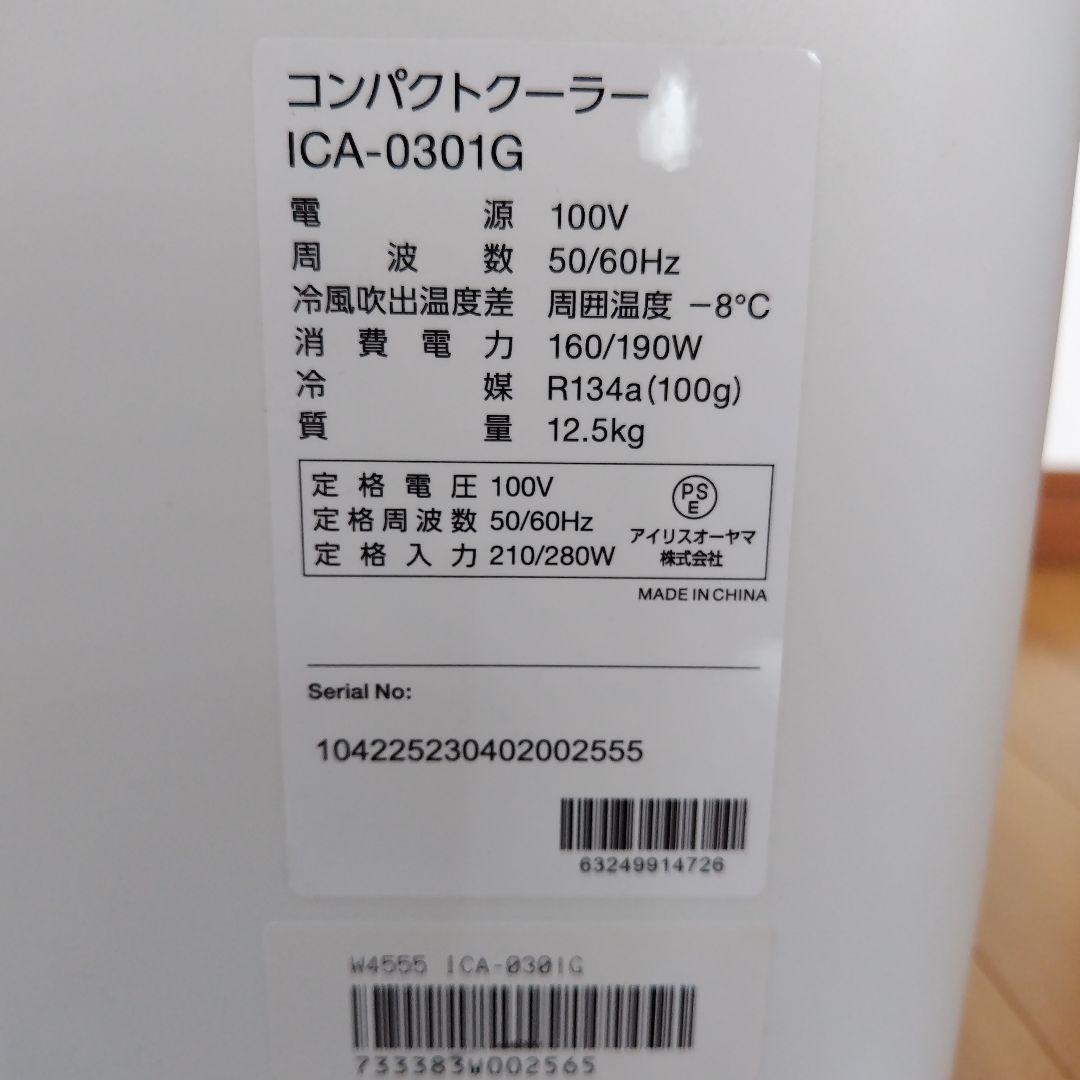 コンパクトクーラー
ICA-0301G
電源 100V
周波数 50/60Hz
冷風吹出温度差 周囲温度 −8℃
消費電力 160/190W
冷媒 R134a(100g)
質量 12.5kg
定格電圧 100V
定格周波数 50/60Hz
定格入力 210/280W
PSE
アイリスオーヤマ
株式会社
MADE IN CHINA
Serial No:
104225230402002555
63249914726
W4555 ICA-0301G
733383W002565